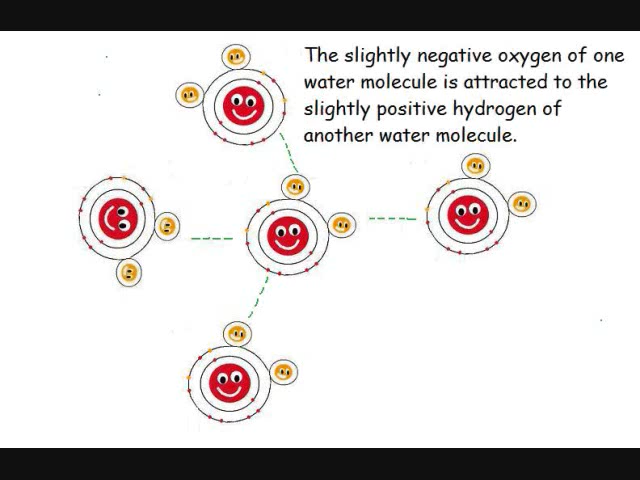 The slightly negative oxygen of one
water molecule is attracted to the
slightly positive hydrogen of
another water molecule.